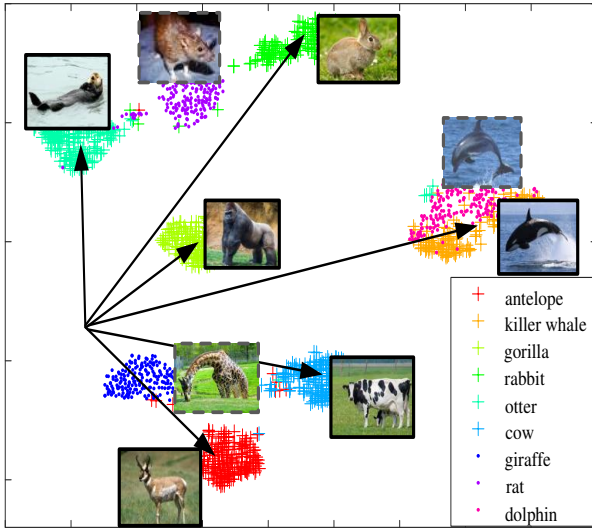 antelope
killer whale
gorilla
rabbit
otter
cow
giraffe
rat
dolphin